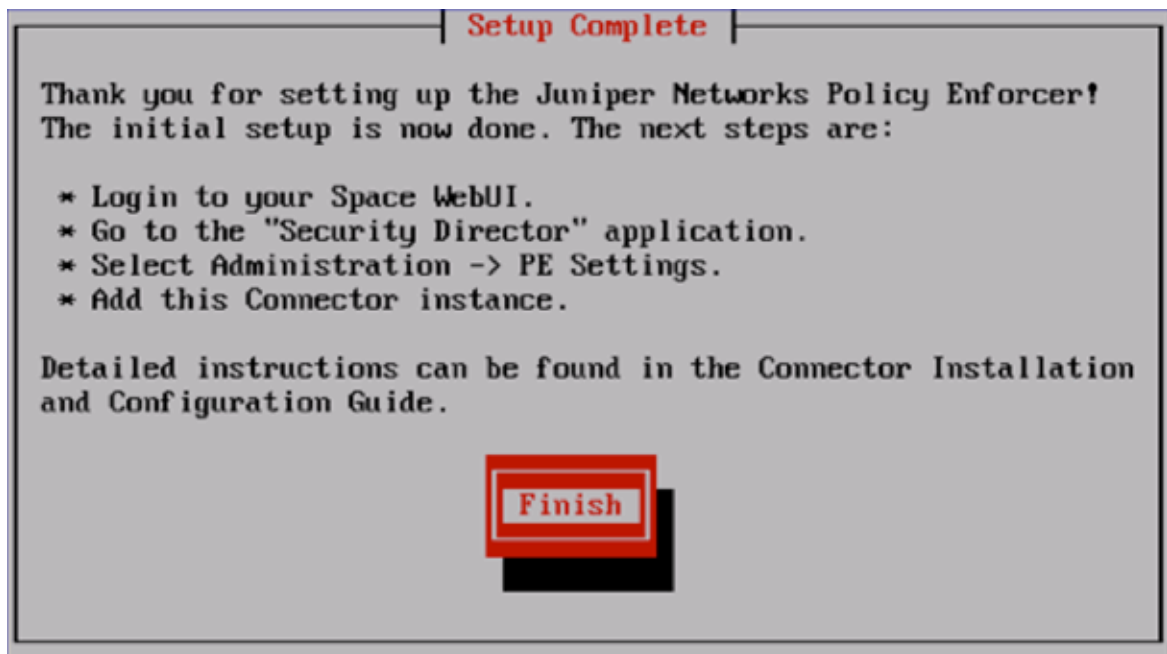 Setup Complete
Thank you for setting up the Juniper Networks Policy Enforcer!
The initial setup is now done. The next steps are:
* Login to your Space WebUI.
* Go to the "Security Director" application.
* Select Administration -> PE Settings.
* Add this Connector instance.
Detailed instructions can be found in the Connector Installation
and Configuration Guide.
Finish